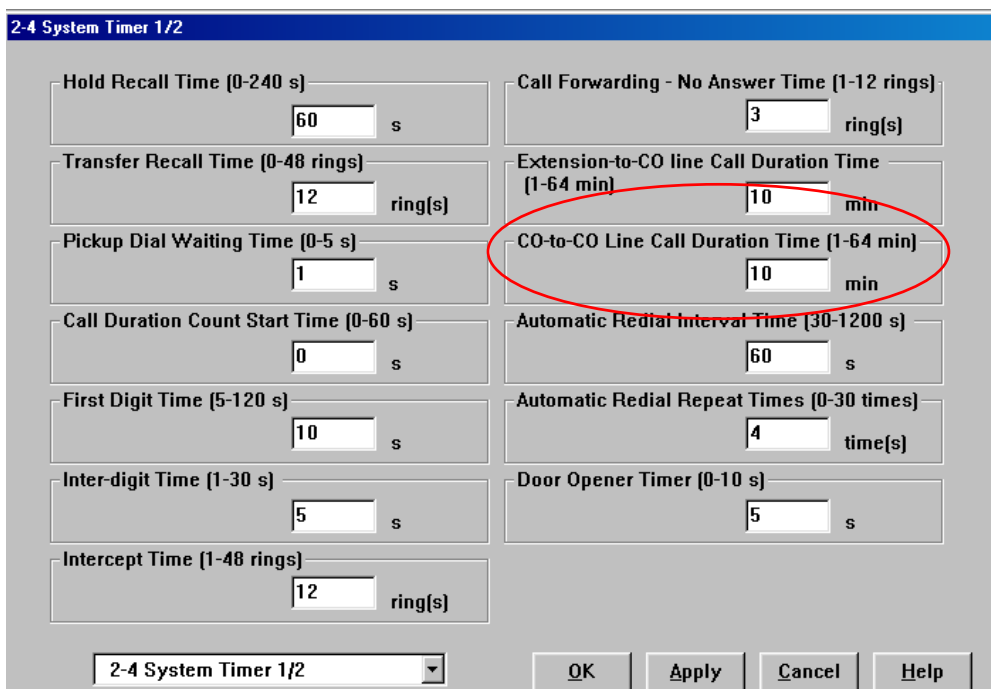 2-4 System Timer 1/2
Hold Recall Time (0-240 s)
60 s
Transfer Recall Time (0-48 rings)
12 ring(s)
Pickup Dial Waiting Time (0-5 s)
1 s
Call Duration Count Start Time (0-60 s)
0 s
First Digit Time (5-120 s)
10 s
Inter-digit Time (1-30 s)
5 s
Intercept Time (1-48 rings)
12 ring(s)
Call Forwarding - No Answer Time (1-12 rings)
3 ring(s)
Extension-to-CO line Call Duration Time
(1-64 min)
10 min
CO-to-CO Line Call Duration Time (1-64 min)
10 min
Automatic Redial Interval Time (30-1200 s)
60 s
Automatic Redial Repeat Times (0-30 times)
4 time(s)
Door Opener Timer (0-10 s)
5 s
2-4 System Timer 1/2
OK Apply Cancel Help